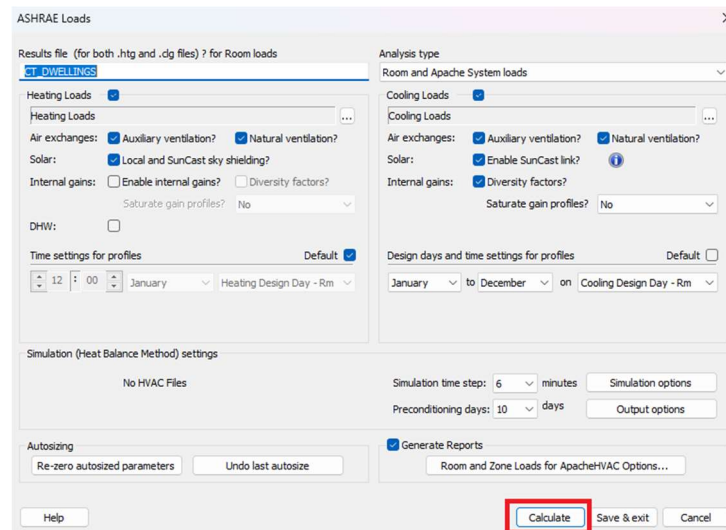 ASHRAE Loads
Results file (for both .htg and .clg files) ? for Room loads
CT_DWELLINGS
Analysis type
Room and Apache System loads
Heating Loads
Heating Loads
...
Air exchanges: Auxiliary ventilation? Natural ventilation?
Solar: Local and SunCast sky shielding?
Internal gains: Enable internal gains? Diversity factors?
Saturate gain profiles? No
DHW:
Time settings for profiles Default
12 : 00 January Heating Design Day - Rm
Cooling Loads
Cooling Loads
...
Air exchanges: Auxiliary ventilation? Natural ventilation?
Solar: Enable SunCast link?
Internal gains: Diversity factors?
Saturate gain profiles? No
Design days and time settings for profiles Default
January to December on Cooling Design Day - Rm
Simulation (Heat Balance Method) settings
No HVAC Files
Simulation time step: 6 minutes Simulation options
Preconditioning days: 10 days Output options
Autosizing
Re-zero autosized parameters Undo last autosize
Generate Reports
Room and Zone Loads for ApacheHVAC Options...
Help Calculate Save & exit Cancel